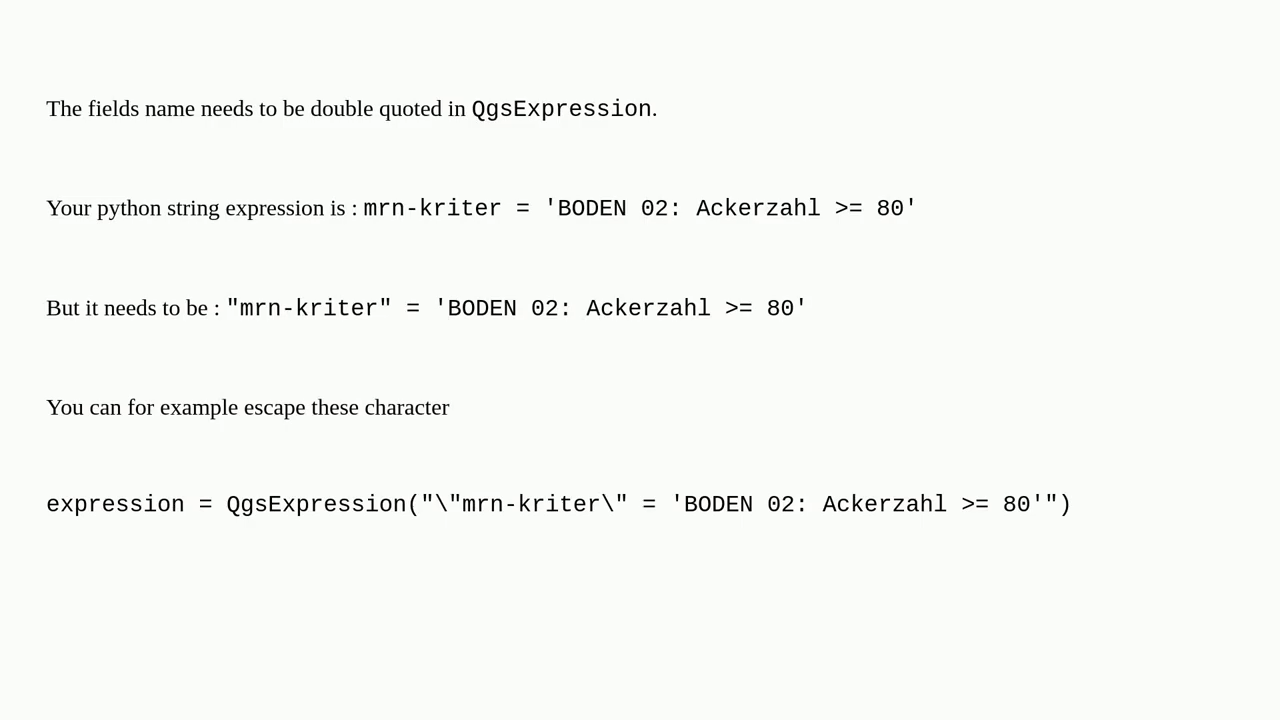 The fields name needs to be double quoted in QgsExpression.
Your python string expression is : mrn-kriter = 'BODEN 02: Ackerzahl >= 80'
But it needs to be : "mrn-kriter" = 'BODEN 02: Ackerzahl >= 80'
You can for example escape these character
expression = QgsExpression("\"mrn-kriter\" = 'BODEN 02: Ackerzahl >= 80'")